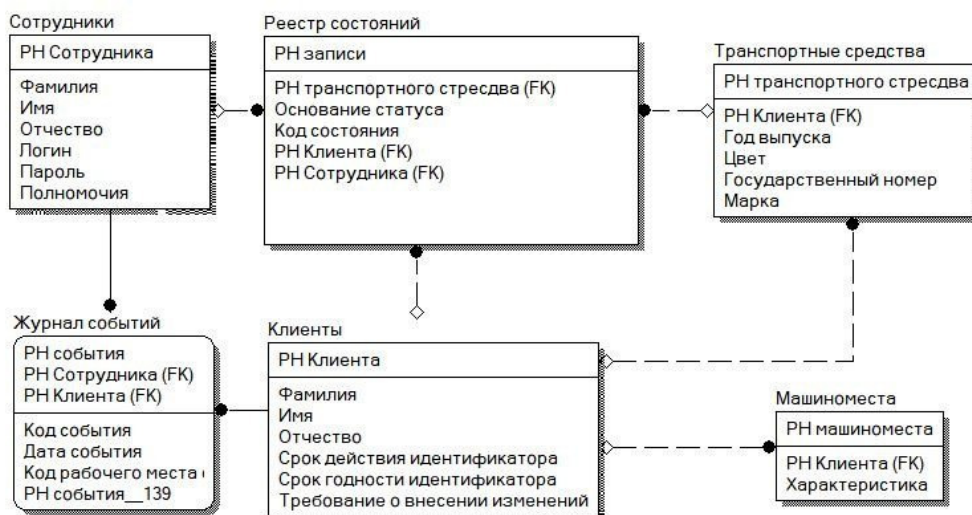 Сотрудники
РН Сотрудника
Фамилия
Имя
Отчество
Логин
Пароль
Полномочия
Реестр состояний
РН записи
РН транспортного стресдва (FK)
Основание статуса
Код состояния
РН Клиента (FK)
РН Сотрудника (FK)
Транспортные средства
РН транспортного стресдва
РН Клиента (FK)
Год выпуска
Цвет
Государственный номер
Марка
Журнал событий
РН события
РН Сотрудника (FK)
РН Клиента (FK)
Код события
Дата события
Код рабочего места
РН события__139
Клиенты
РН Клиента
Фамилия
Имя
Отчество
Срок действия идентификатора
Срок годности идентификатора
Требование о внесении изменений
Машиноместа
РН машиноместа
РН Клиента (FK)
Характеристика